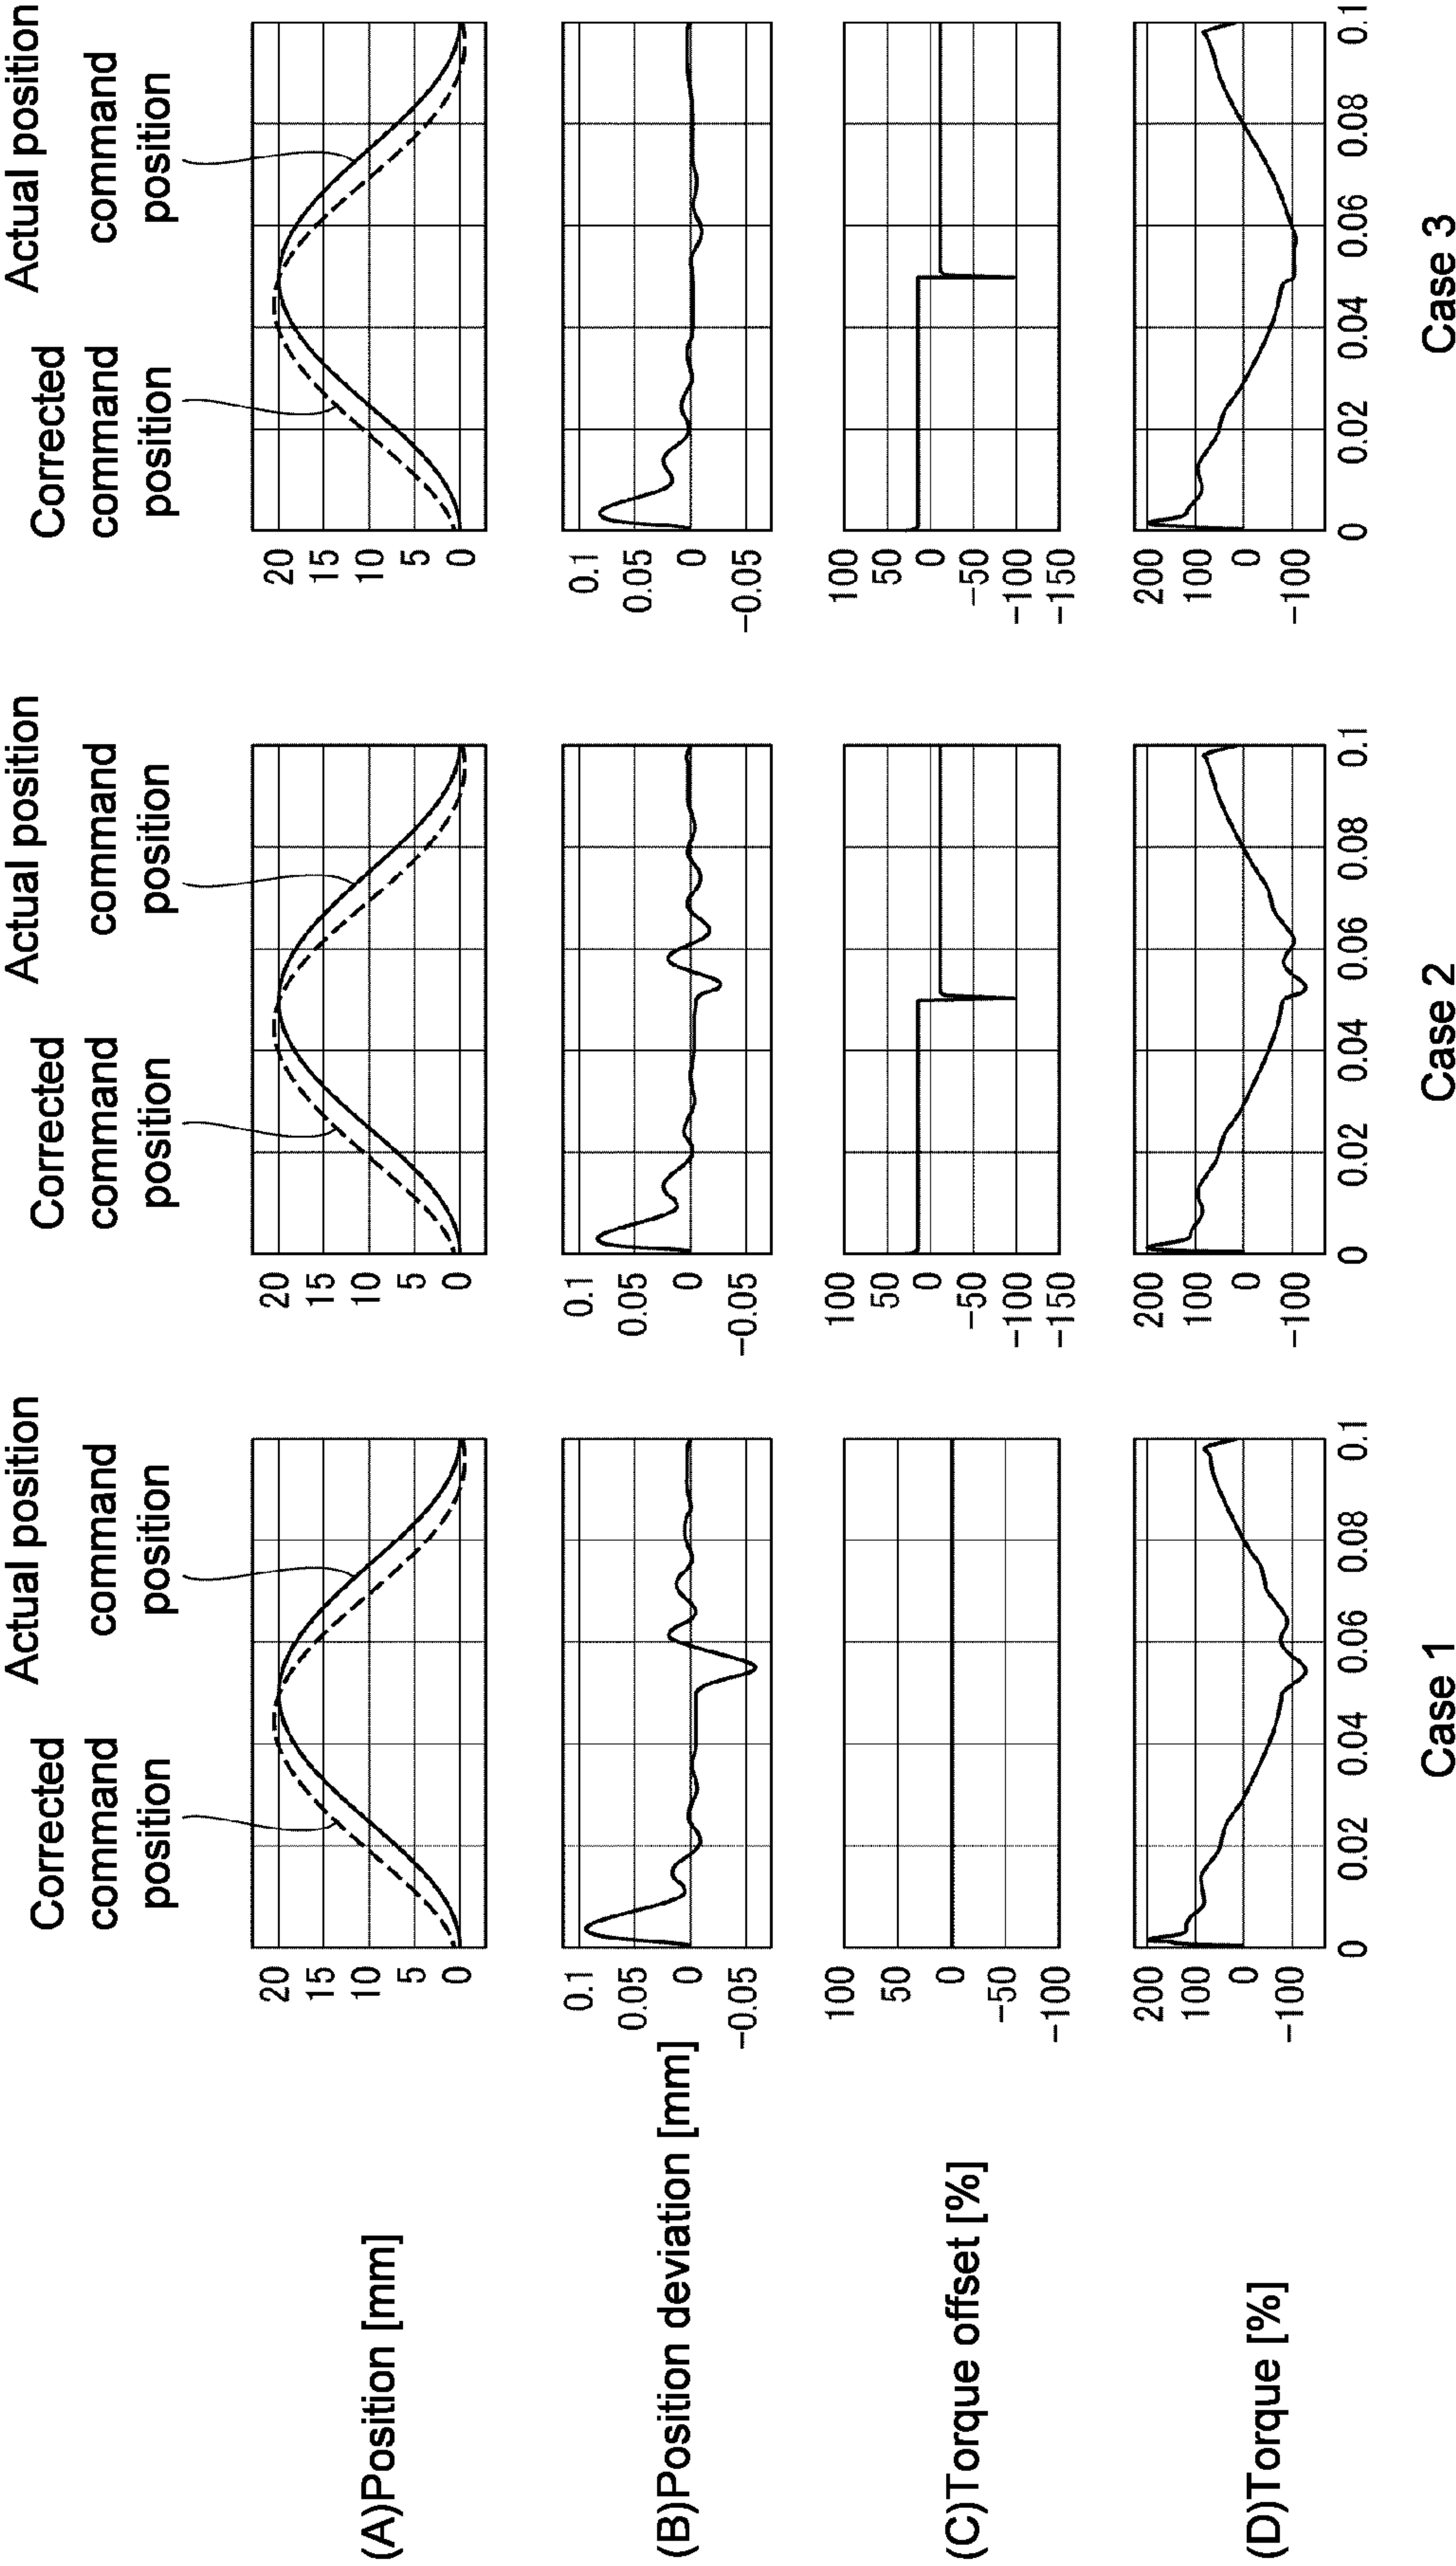 Corrected
command
position
Actual position
command
position
Corrected
command
position
Actual position
command
position
Corrected
command
position
Actual position
command
position
(A)Position [mm]
20
15
10
5
0
20
15
10
5
0
20
15
10
5
0
(B)Position deviation [mm]
0.1
0.05
0
−0.05
0.1
0.05
0
−0.05
0.1
0.05
0
−0.05
(C)Torque offset [%]
100
50
0
−50
−100
100
50
0
−50
−100
−150
100
50
0
−50
−100
−150
(D)Torque [%]
200
100
0
−100
200
100
0
−100
200
100
0
−100
0 0.02 0.04 0.06 0.08 0.1
0 0.02 0.04 0.06 0.08 0.1
0 0.02 0.04 0.06 0.08 0.1
Case 1
Case 2
Case 3